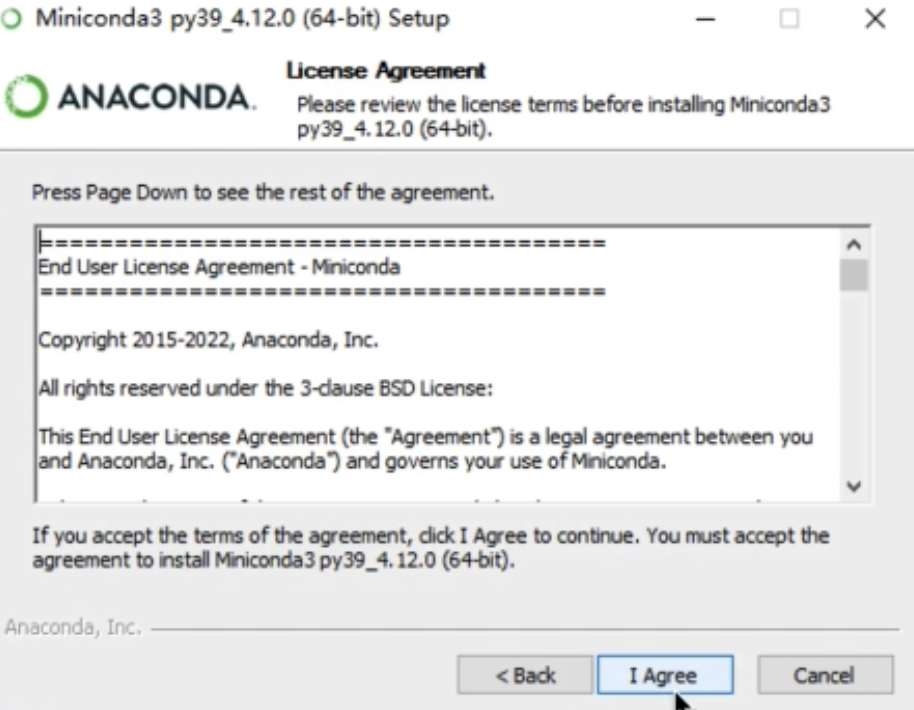 Miniconda3 py39_4.12.0 (64-bit) Setup
ANACONDA.
License Agreement
Please review the license terms before installing Miniconda3
py39_4.12.0 (64-bit).
Press Page Down to see the rest of the agreement.
======================================
End User License Agreement - Miniconda
======================================
Copyright 2015-2022, Anaconda, Inc.
All rights reserved under the 3-clause BSD License:
This End User License Agreement (the "Agreement") is a legal agreement between you
and Anaconda, Inc. ("Anaconda") and governs your use of Miniconda.
If you accept the terms of the agreement, click I Agree to continue. You must accept the
agreement to install Miniconda3 py39_4.12.0 (64-bit).
Anaconda, Inc.
< Back
I Agree
Cancel